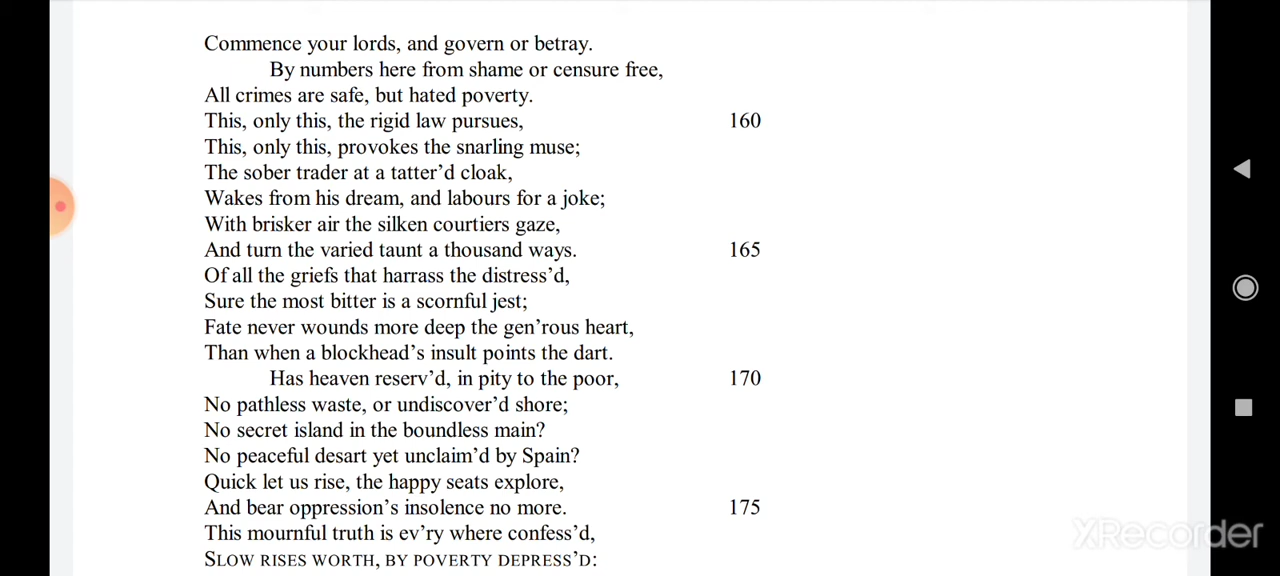 Commence your lords, and govern or betray.
By numbers here from shame or censure free,
All crimes are safe, but hated poverty.
This, only this, the rigid law pursues, 160
This, only this, provokes the snarling muse;
The sober trader at a tatter’d cloak,
Wakes from his dream, and labours for a joke;
With brisker air the silken courtiers gaze,
And turn the varied taunt a thousand ways. 165
Of all the griefs that harrass the distress’d,
Sure the most bitter is a scornful jest;
Fate never wounds more deep the gen’rous heart,
Than when a blockhead’s insult points the dart.
Has heaven reserv’d, in pity to the poor, 170
No pathless waste, or undiscover’d shore;
No secret island in the boundless main?
No peaceful desart yet unclaim’d by Spain?
Quick let us rise, the happy seats explore,
And bear oppression’s insolence no more. 175
This mournful truth is ev’ry where confess’d,
SLOW RISES WORTH, BY POVERTY DEPRESS’D:
XRecorder